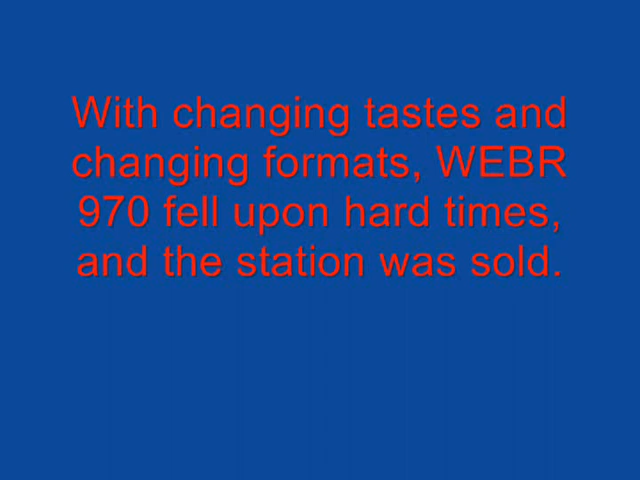 With changing tastes and
changing formats, WEBR
970 fell upon hard times,
and the station was sold.